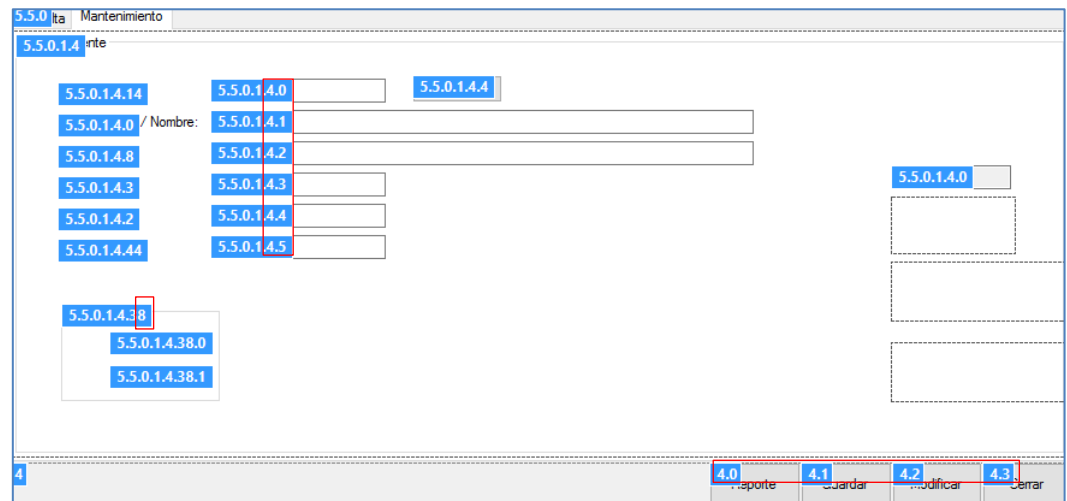 5.5.0 lta Mantenimiento
5.5.0.1.4 ente
5.5.0.1.4.14 5.5.0.1.4.0 5.5.0.1.4.4
5.5.0.1.4.0 / Nombre: 5.5.0.1.4.1
5.5.0.1.4.8 5.5.0.1.4.2
5.5.0.1.4.3 5.5.0.1.4.3 5.5.0.1.4.0
5.5.0.1.4.2 5.5.0.1.4.4
5.5.0.1.4.44 5.5.0.1.4.5
5.5.0.1.4.38
5.5.0.1.4.38.0
5.5.0.1.4.38.1
4 4.0 4.1 4.2 4.3
Reporte Guardar Modificar Cerrar